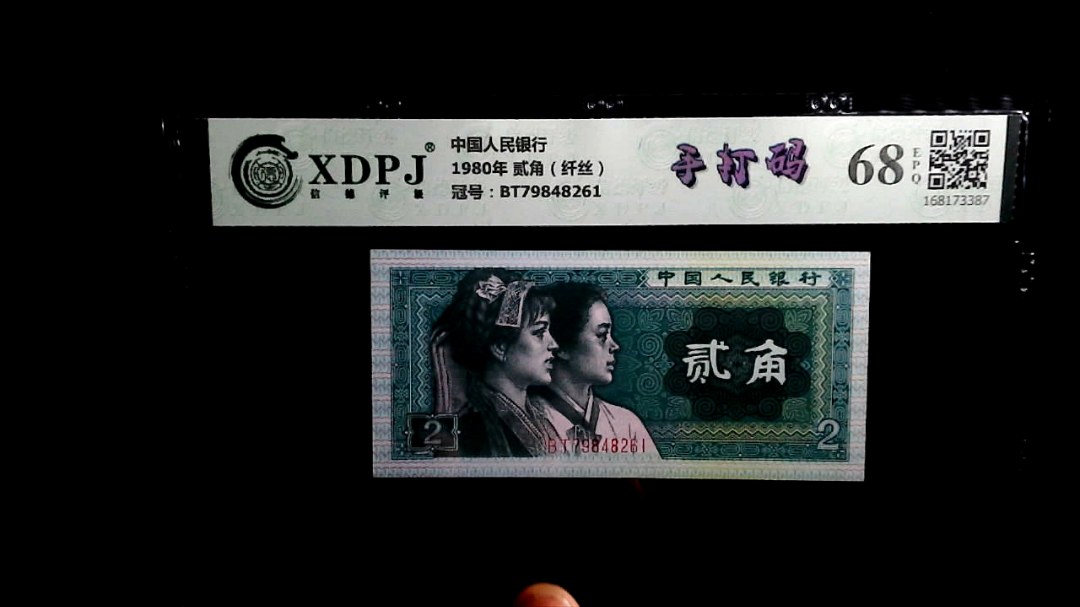 XDPJ®
信德评级
中国人民银行
1980年 贰角（纤丝）
冠号：BT79848261
手打码
68
EPQ
168173387
中国人民银行
贰角
2
2
BT79848261